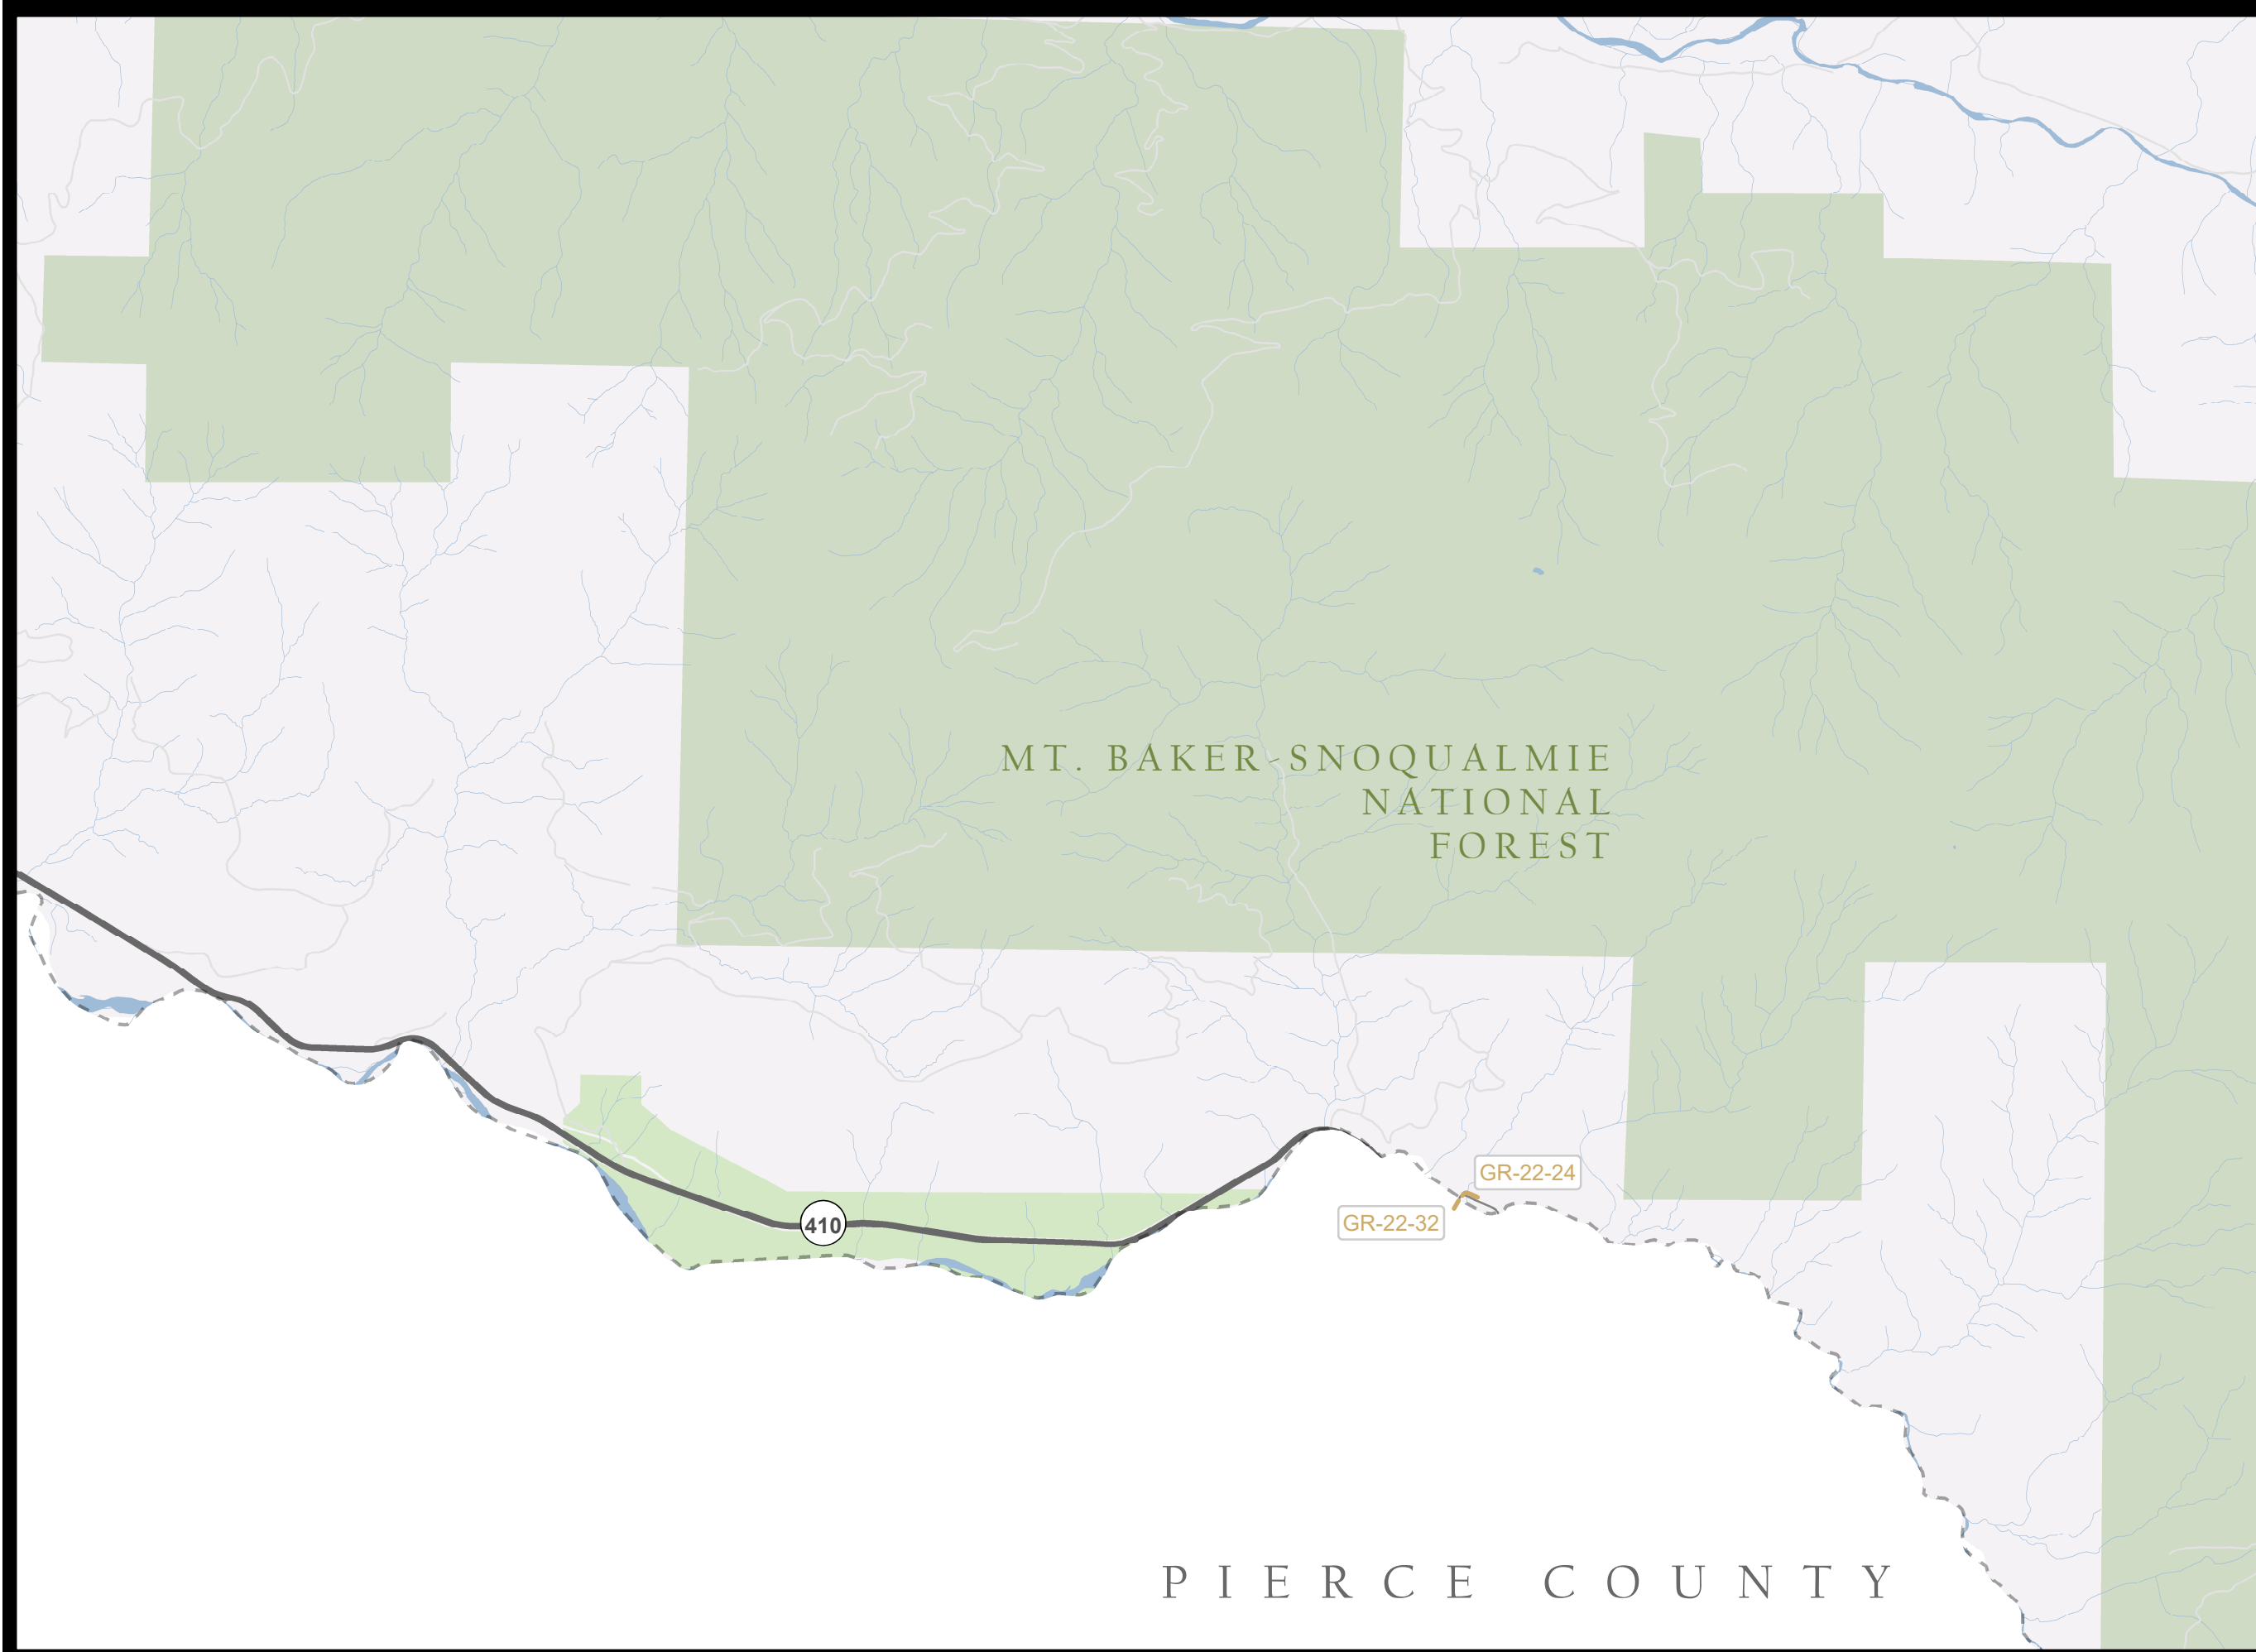 MT. BAKER-SNOQUALMIE
NATIONAL
FOREST
GR-22-24
GR-22-32
410
PIERCE COUNTY